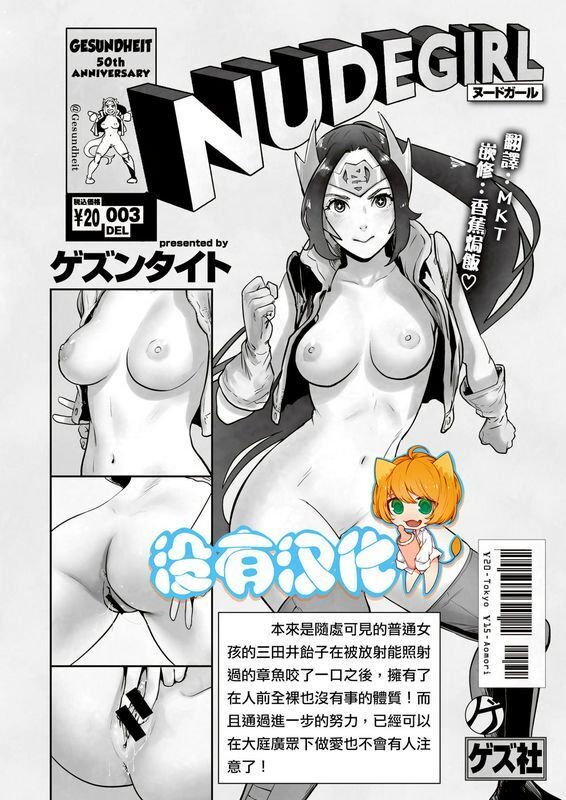 GESUNDHEIT
50th
ANNIVERSARY
@Gesundheit
税込価格
¥20
003
DEL
NUDEGIRL
ヌードガール
presented by
ゲズンタイト
翻譯：MKT
嵌修：香蕉焗飯♡
没有汉化
本來是隨處可見的普通女
孩的三田井飴子在被放射能照射
過的章魚咬了一口之後，擁有了
在人前全裸也沒有事的體質！而
且通過進一步的努力，已經可以
在大庭廣眾下做愛也不會有人注
意了！
¥20-Tokyo ¥15-Aomori
ゲ
ゲズ社